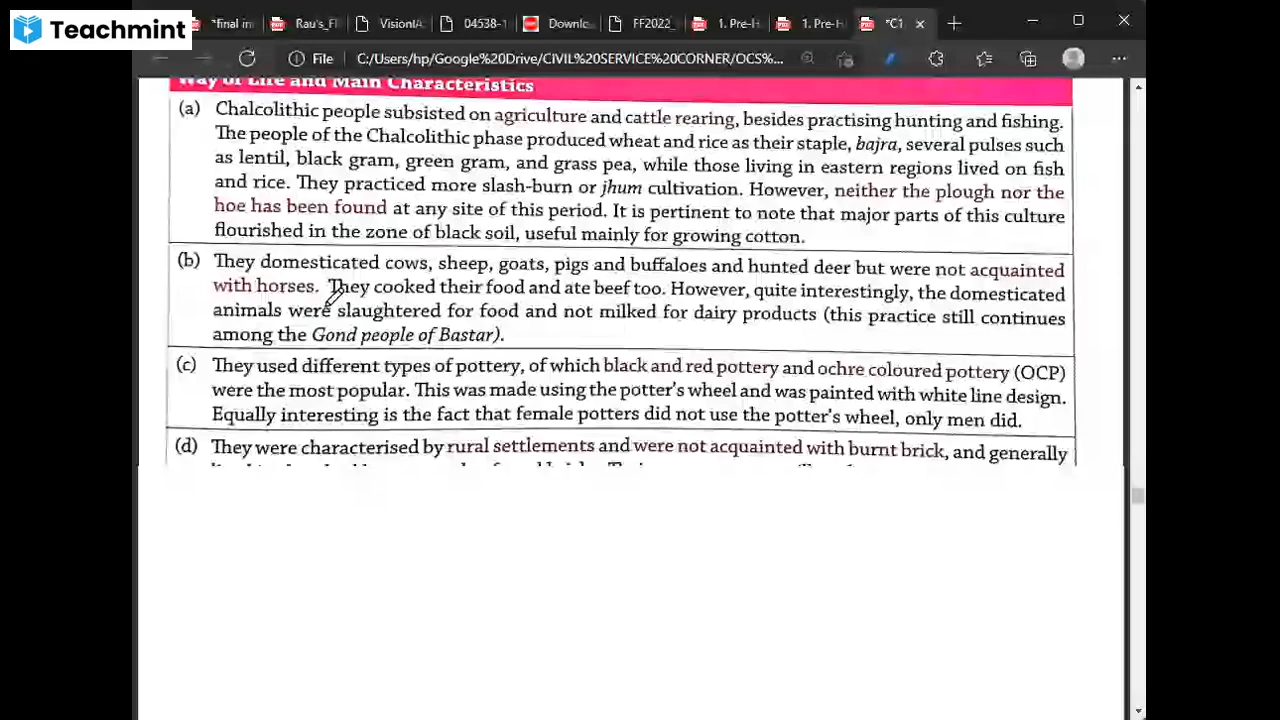 Teachmint
*final in
Rau's_Fl
VisionIA
04538-1
Downlo
FF2022_
1. Pre-H
1. Pre-H
*C1
File
C:/Users/hp/Google%20Drive/CIVIL%20SERVICE%20CORNER/OCS%...
Way of Life and Main Characteristics
(a) Chalcolithic people subsisted on agriculture and cattle rearing, besides practising hunting and fishing.
The people of the Chalcolithic phase produced wheat and rice as their staple, bajra, several pulses such
as lentil, black gram, green gram, and grass pea, while those living in eastern regions lived on fish
and rice. They practiced more slash-burn or jhum cultivation. However, neither the plough nor the
hoe has been found at any site of this period. It is pertinent to note that major parts of this culture
flourished in the zone of black soil, useful mainly for growing cotton.
(b) They domesticated cows, sheep, goats, pigs and buffaloes and hunted deer but were not acquainted
with horses. They cooked their food and ate beef too. However, quite interestingly, the domesticated
animals were slaughtered for food and not milked for dairy products (this practice still continues
among the Gond people of Bastar).
(c) They used different types of pottery, of which black and red pottery and ochre coloured pottery (OCP)
were the most popular. This was made using the potter's wheel and was painted with white line design.
Equally interesting is the fact that female potters did not use the potter's wheel, only men did.
(d) They were characterised by rural settlements and were not acquainted with burnt brick, and generally